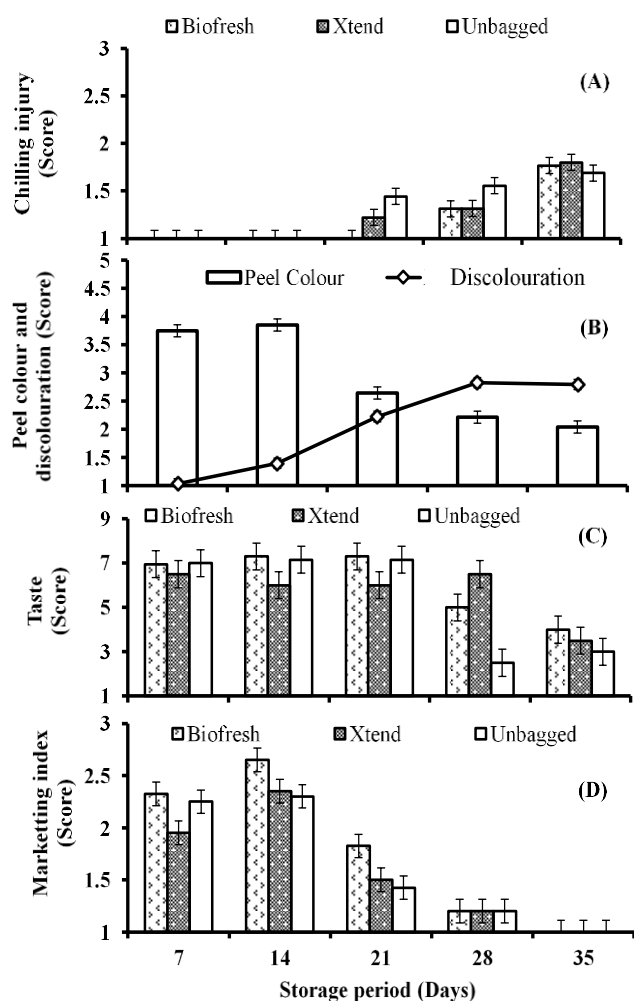 Biofresh Xtend Unbagged
3
2.5
2
1.5
1
Chilling injury
(Score)
(A)
Peel Colour Discolouration
5
4.5
4
3.5
3
2.5
2
1.5
1
Peel colour and
discolouration (Score)
(B)
Biofresh Xtend Unbagged
9
7
5
3
1
Taste
(Score)
(C)
Biofresh Xtend Unbagged
3
2.5
2
1.5
1
Marketting index
(Score)
(D)
7 14 21 28 35
Storage period (Days)